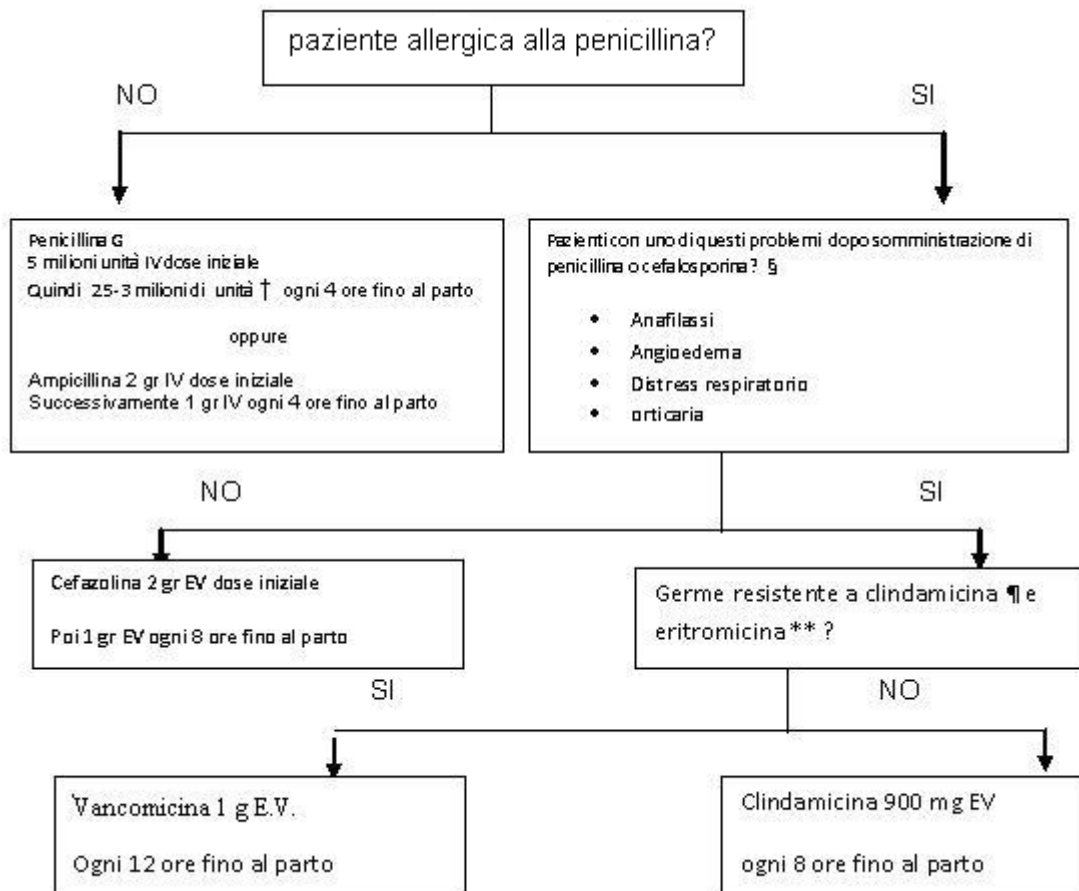 paziente allergica alla penicillina?
NO
SI
Penicillina G
5 milioni unità IV dose iniziale
Quindi 25-3 milioni di unità † ogni 4 ore fino al parto
oppure
Ampicillina 2 gr IV dose iniziale
Successivamente 1 gr IV ogni 4 ore fino al parto
Pazienti con uno di questi problemi dopo somministrazione di
penicillina o cefalosporina? §
• Anafilassi
• Angioedema
• Distress respiratorio
• orticaria
NO
SI
Cefazolina 2 gr EV dose iniziale
Poi 1 gr EV ogni 8 ore fino al parto
Germe resistente a clindamicina ¶ e
eritromicina ** ?
SI
NO
Vancomicina 1 g E.V.
Ogni 12 ore fino al parto
Clindamicina 900 mg EV
ogni 8 ore fino al parto